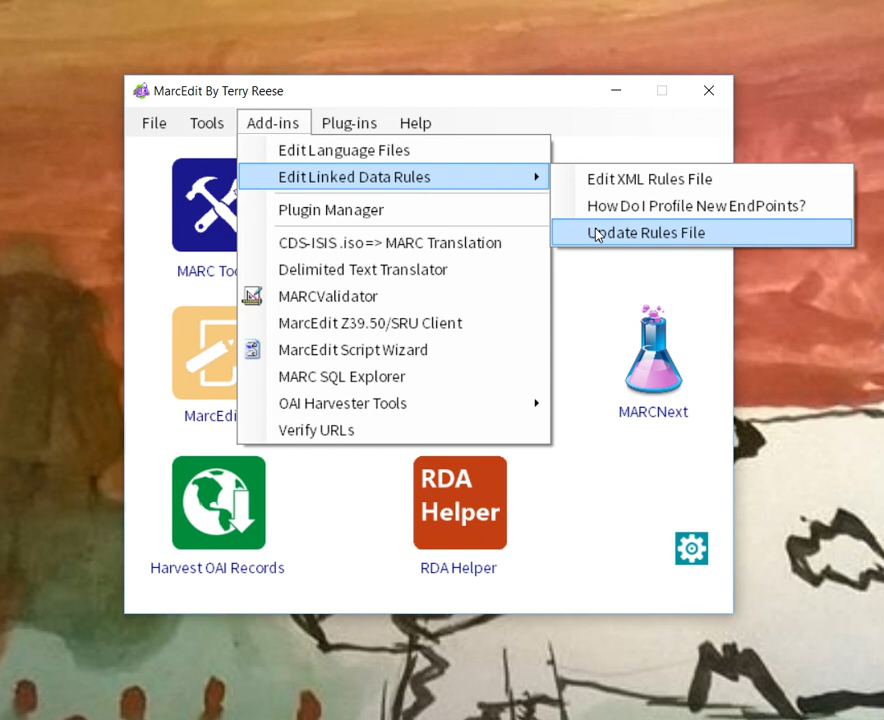 MarcEdit By Terry Reese
File Tools Add-ins Plug-ins Help
Edit Language Files
Edit Linked Data Rules
Plugin Manager
CDS-ISIS .iso => MARC Translation
Delimited Text Translator
MARCValidator
MarcEdit Z39.50/SRU Client
MarcEdit Script Wizard
MARC SQL Explorer
OAI Harvester Tools
Verify URLs
Edit XML Rules File
How Do I Profile New EndPoints?
Update Rules File
MARC Too
MarcEdi
MARCNext
RDA
Helper
Harvest OAI Records
RDA Helper